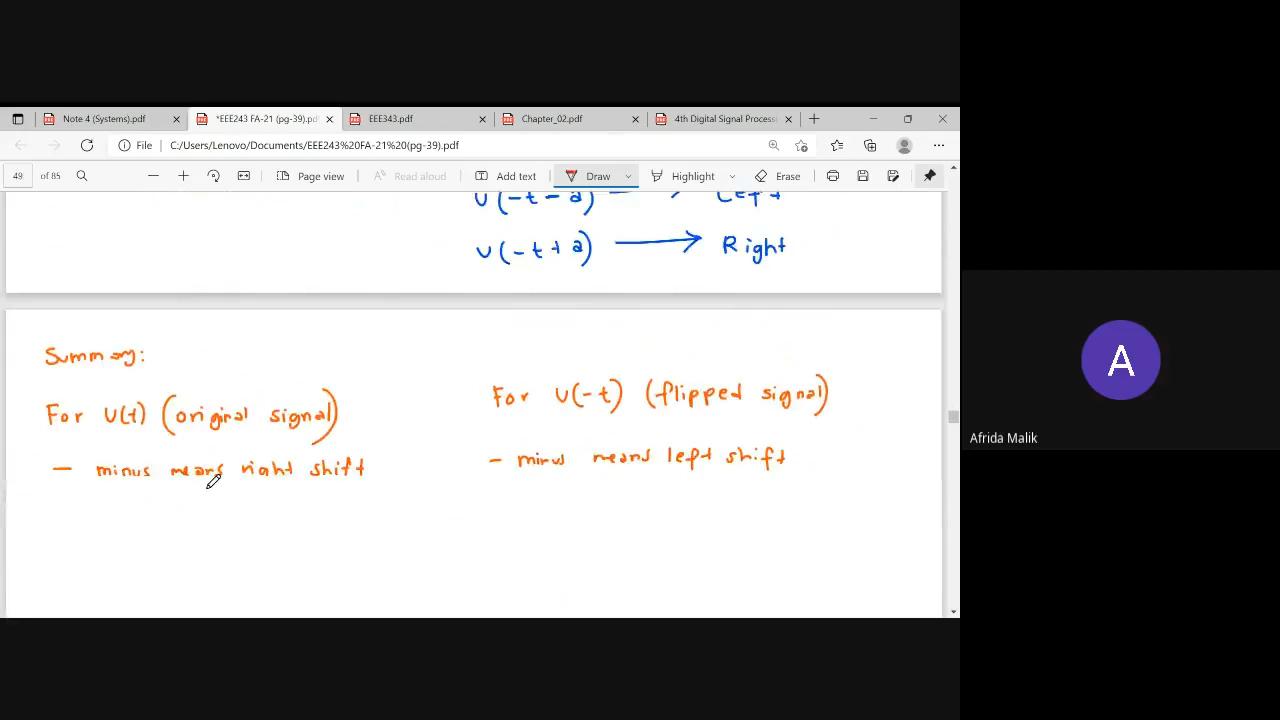 Note 4 (Systems).pdf
*EEE243 FA-21 (pg-39).pd
EEE343.pdf
Chapter_02.pdf
4th Digital Signal Process
File C:/Users/Lenovo/Documents/EEE243%20FA-21%20(pg-39).pdf
49 of 85 Page view Read aloud Add text Draw Highlight Erase
U(-t-a) → Left
U(-t+a) → Right
Summary:
For U(t) (original signal)
- minus means right shift
For U(-t) (flipped signal)
- minus means left shift
A
Afrida Malik